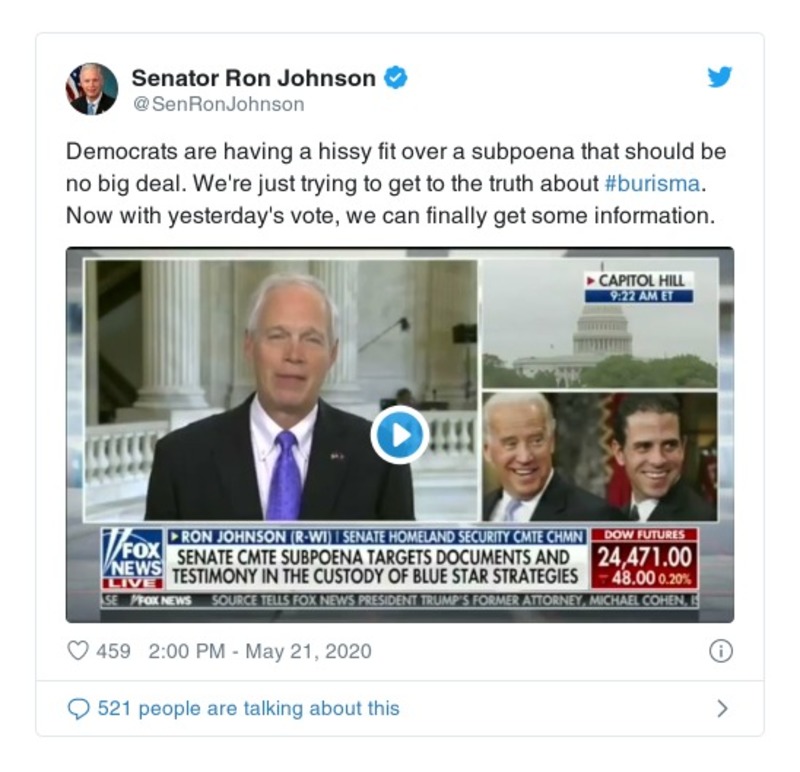 Senator Ron Johnson
@SenRonJohnson
Democrats are having a hissy fit over a subpoena that should be
no big deal. We're just trying to get to the truth about #burisma.
Now with yesterday's vote, we can finally get some information.
CAPITOL HILL
9:22 AM ET
FOX
NEWS
LIVE
RON JOHNSON (R-WI) | SENATE HOMELAND SECURITY CMTE CHMN
SENATE CMTE SUBPOENA TARGETS DOCUMENTS AND
TESTIMONY IN THE CUSTODY OF BLUE STAR STRATEGIES
DOW FUTURES
24,471.00
48.00 0.20%
FOX NEWS SOURCE TELLS FOX NEWS PRESIDENT TRUMP'S FORMER ATTORNEY, MICHAEL COHEN,
459 2:00 PM - May 21, 2020
521 people are talking about this